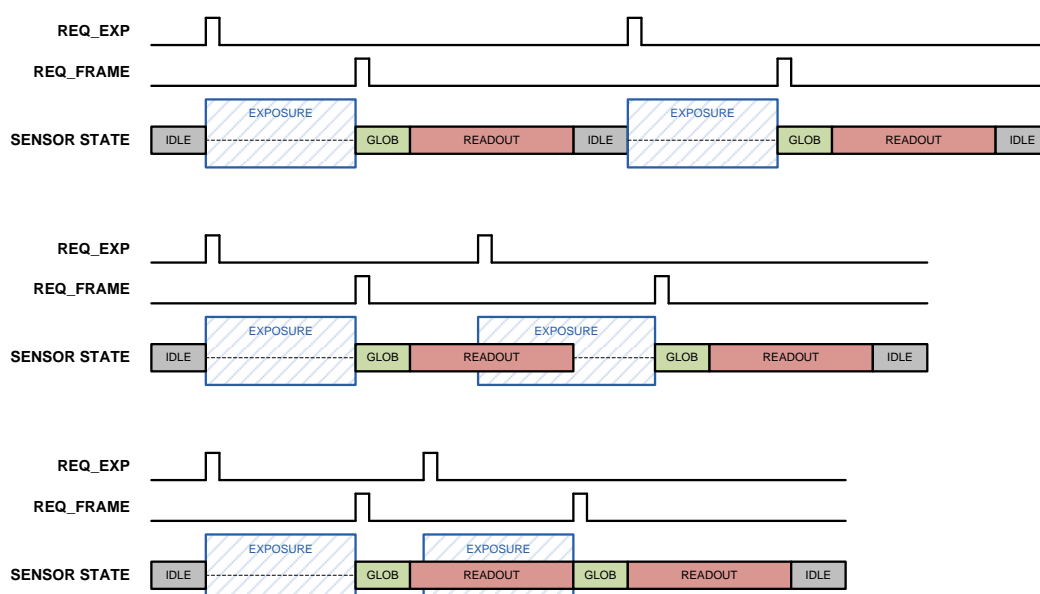 REQ_EXP
REQ_FRAME
EXPOSURE EXPOSURE
SENSOR STATE IDLE GLOB READOUT IDLE GLOB READOUT IDLE
REQ_EXP
REQ_FRAME
EXPOSURE EXPOSURE
SENSOR STATE IDLE GLOB READOUT GLOB READOUT IDLE
REQ_EXP
REQ_FRAME
EXPOSURE EXPOSURE
SENSOR STATE IDLE GLOB READOUT GLOB READOUT IDLE